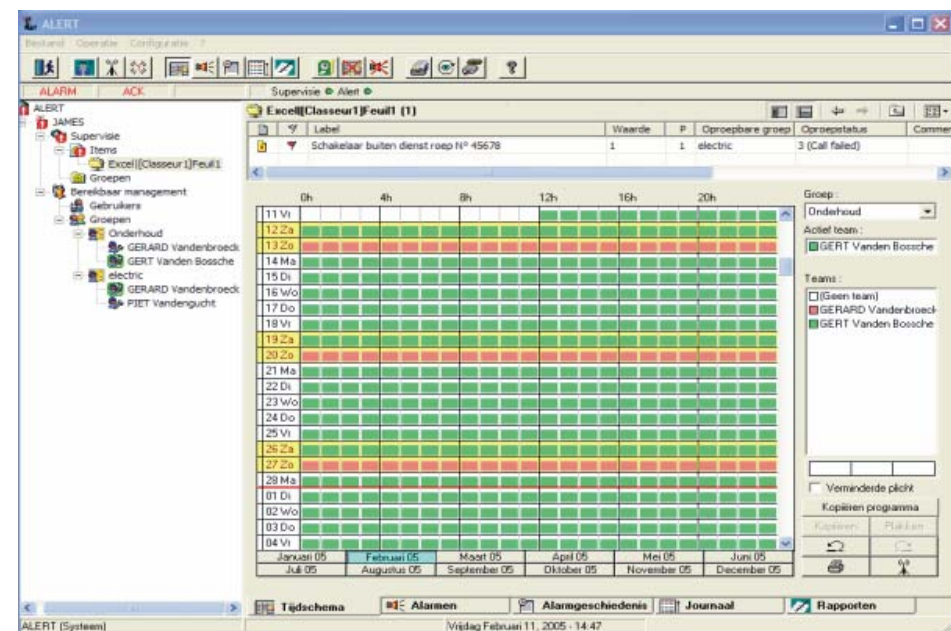 ALERT
Bestand Operatie Configuratie ?
ALARM ACK Supervisie Alert
ALERT
JAMES
Supervisie
Items
Excel|[Classeur1]Feuil1
Groepen
Bereikbaar management
Gebruikers
Groepen
Onderhoud
GERARD Vandenbroeck
GERT Vanden Bossche
electric
GERARD Vandenbroeck
PIET Vandengucht
Excel|[Classeur1]Feuil1 (1)
Label Waarde P Oproepbare groep Oproepstatus Comme
Schakelaar buiten dienst roep N° 45678 1 1 electric 3 (Call failed)
0h 4h 8h 12h 16h 20h
11 Vr
12 Za
13 Zo
14 Ma
15 Di
16 Wo
17 Do
18 Vr
19 Za
20 Zo
21 Ma
22 Di
23 Wo
24 Do
25 Vr
26 Za
27 Zo
28 Ma
01 Di
02 Wo
03 Do
04 Vr
Januari 05 Februari 05 Maart 05 April 05 Mei 05 Juni 05
Juli 05 Augustus 05 September 05 Oktober 05 November 05 December 05
Groep :
Onderhoud
Actief team :
GERT Vanden Bossche
Teams :
(Geen team)
GERARD Vandenbroeck
GERT Vanden Bossche
Verminderde plicht
Kopiëren programma
Kopiëren Plakken
Tijdschema Alarmen Alarmgeschiedenis Journaal Rapporten
ALERT (Systeem) Vrijdag Februari 11, 2005 - 14:47